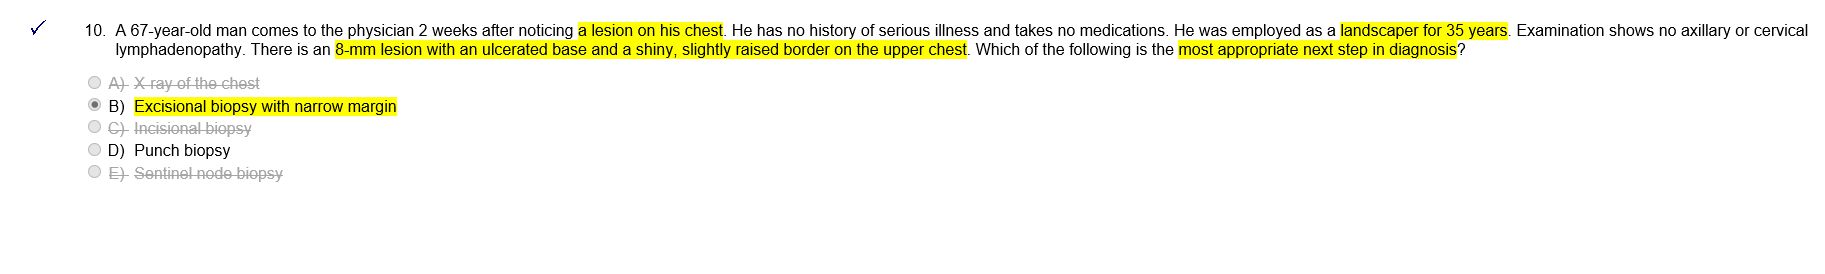 10. A 67-year-old man comes to the physician 2 weeks after noticing a lesion on his chest. He has no history of serious illness and takes no medications. He was employed as a landscaper for 35 years. Examination shows no axillary or cervical
lymphadenopathy. There is an 8-mm lesion with an ulcerated base and a shiny, slightly raised border on the upper chest. Which of the following is the most appropriate next step in diagnosis?
A) X ray of the chest
B) Excisional biopsy with narrow margin
C) Incisional biopsy
D) Punch biopsy
E) Sentinel node biopsy